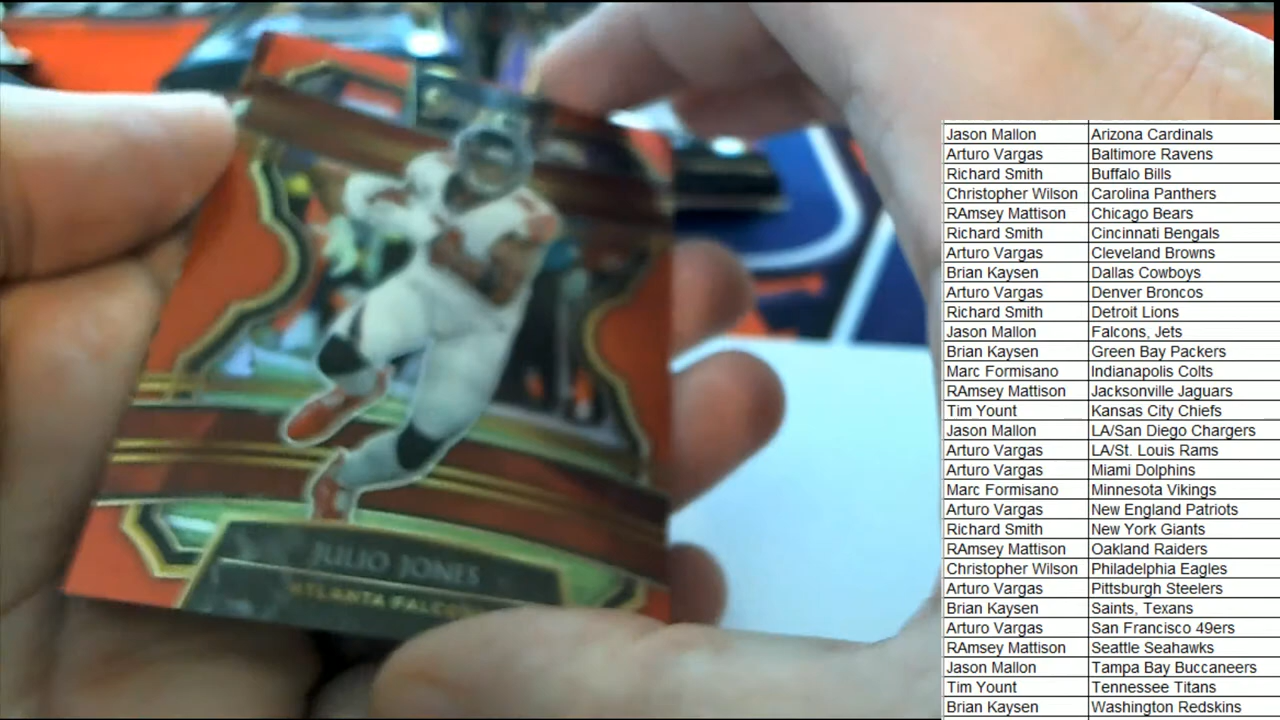 JULIO JONES
Jason Mallon Arizona Cardinals
Arturo Vargas Baltimore Ravens
Richard Smith Buffalo Bills
Christopher Wilson Carolina Panthers
RAmsey Mattison Chicago Bears
Richard Smith Cincinnati Bengals
Arturo Vargas Cleveland Browns
Brian Kaysen Dallas Cowboys
Arturo Vargas Denver Broncos
Richard Smith Detroit Lions
Jason Mallon Falcons, Jets
Brian Kaysen Green Bay Packers
Marc Formisano Indianapolis Colts
RAmsey Mattison Jacksonville Jaguars
Tim Yount Kansas City Chiefs
Jason Mallon LA/San Diego Chargers
Arturo Vargas LA/St. Louis Rams
Arturo Vargas Miami Dolphins
Marc Formisano Minnesota Vikings
Arturo Vargas New England Patriots
Richard Smith New York Giants
RAmsey Mattison Oakland Raiders
Christopher Wilson Philadelphia Eagles
Arturo Vargas Pittsburgh Steelers
Brian Kaysen Saints, Texans
Arturo Vargas San Francisco 49ers
RAmsey Mattison Seattle Seahawks
Jason Mallon Tampa Bay Buccaneers
Tim Yount Tennessee Titans
Brian Kaysen Washington Redskins